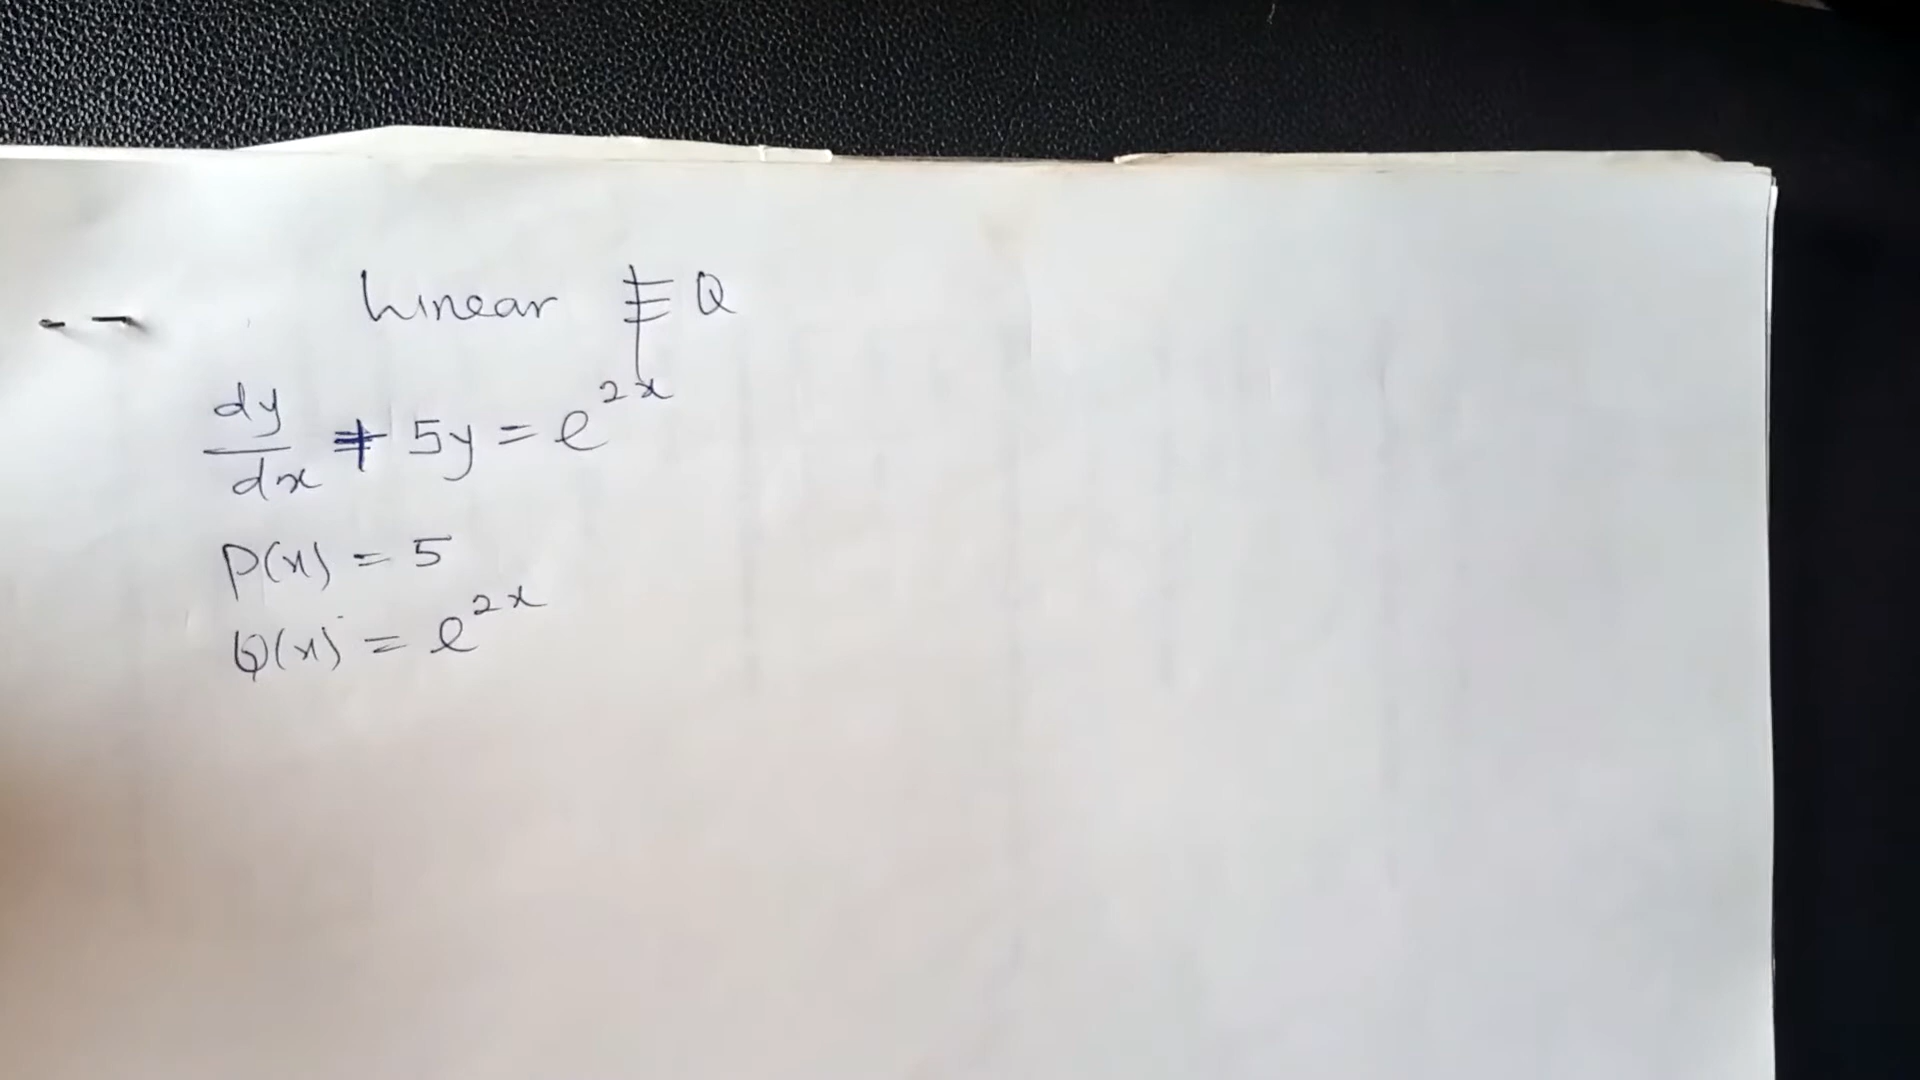 Linear EQ
dy/dx + 5y = e^2x
P(x) = 5
Q(x) = e^2x